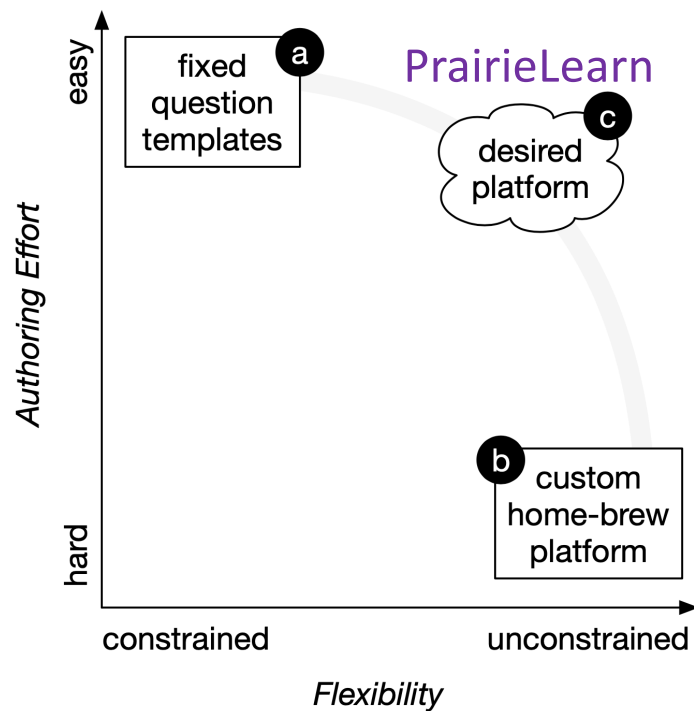 easy
Authoring Effort
hard
a
fixed
question
templates
PrairieLearn
c
desired
platform
b
custom
home-brew
platform
constrained
unconstrained
Flexibility